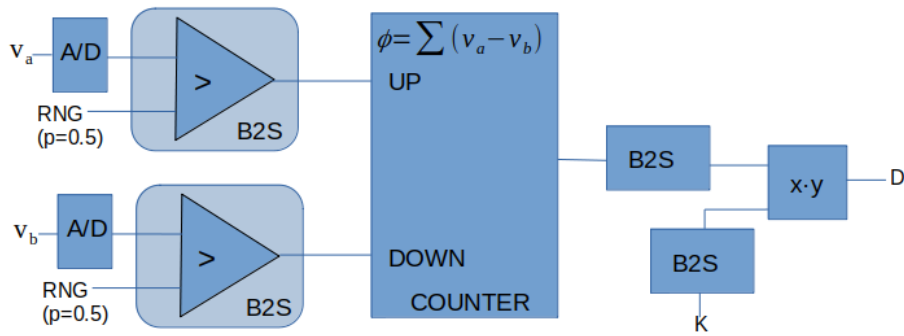 v_a
A/D
>
RNG
(p=0.5)
B2S
v_b
A/D
>
RNG
(p=0.5)
B2S
ϕ=∑(v_a−v_b)
UP
DOWN
COUNTER
B2S
B2S
K
x·y
D